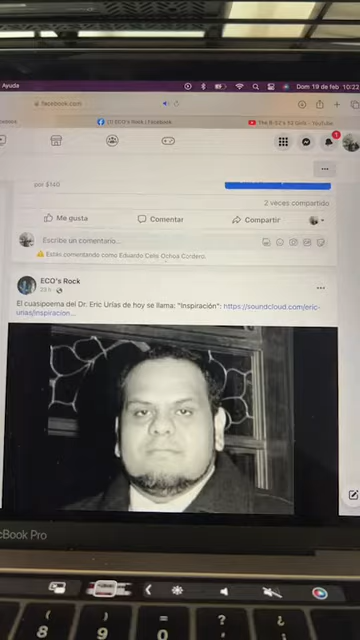 Ayuda
Dom 19 de feb 10:22
facebook.com
(1) ECO's Rock | Facebook
The B-52's 52 Girls - YouTube
1
por $140
2 veces compartido
Me gusta
Comentar
Compartir
Escribe un comentario...
Estás comentando como Eduardo Celis Ochoa Cordero.
ECO's Rock
23 h
El cuasipoema del Dr. Eric Urías de hoy se llama: "Inspiración": https://soundcloud.com/eric-
urias/inspiracion...
cBook Pro
( ) = ?
8 9 0